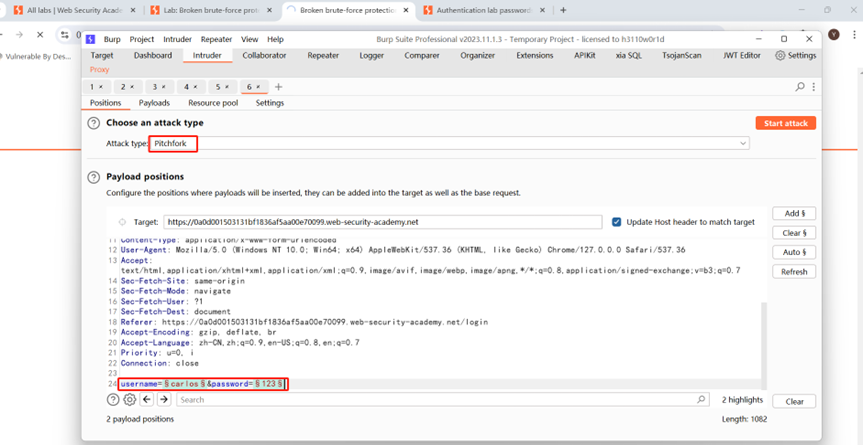 All labs | Web Security Acade
Lab: Broken brute-force protect
Broken brute-force protection
Authentication lab password
Vulnerable By Des...
Burp Project Intruder Repeater View Help
Burp Suite Professional v2023.11.1.3 - Temporary Project - licensed to h3110w0r1d
Target Dashboard Intruder Collaborator Repeater Logger Comparer Organizer Extensions APIKit xia SQL TsojanScan JWT Editor Settings
Proxy
1 × 2 × 3 × 4 × 5 × 6 × +
Positions Payloads Resource pool Settings
Choose an attack type
Start attack
Attack type: Pitchfork
Payload positions
Configure the positions where payloads will be inserted, they can be added into the target as well as the base request.
Target: https://0a0d001503131bf1836af5aa00e70099.web-security-academy.net
Update Host header to match target
Add §
Clear §
Auto §
Refresh
11 Content-Type: application/x-www-form-urlencoded
12 User-Agent: Mozilla/5.0 (Windows NT 10.0; Win64; x64) AppleWebKit/537.36 (KHTML, like Gecko) Chrome/127.0.0.0 Safari/537.36
13 Accept:
text/html,application/xhtml+xml,application/xml;q=0.9,image/avif,image/webp,image/apng,*/*;q=0.8,application/signed-exchange;v=b3;q=0.7
14 Sec-Fetch-Site: same-origin
15 Sec-Fetch-Mode: navigate
16 Sec-Fetch-User: ?1
17 Sec-Fetch-Dest: document
18 Referer: https://0a0d001503131bf1836af5aa00e70099.web-security-academy.net/login
19 Accept-Encoding: gzip, deflate, br
20 Accept-Language: zh-CN,zh;q=0.9,en-US;q=0.8,en;q=0.7
21 Priority: u=0, i
22 Connection: close
23
24 username=§carlos§&password=§123§
Search
2 highlights
Clear
2 payload positions
Length: 1082